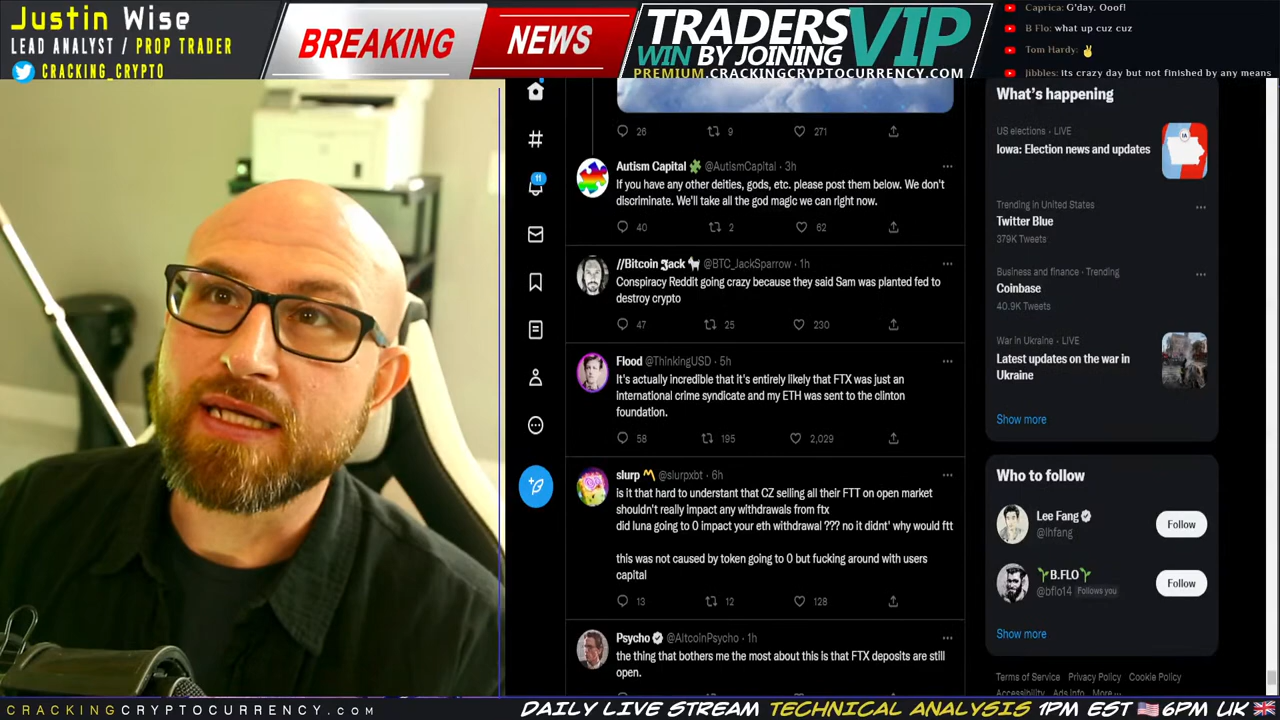 Justin Wise
LEAD ANALYST / PROP TRADER
CRACKING_CRYPTO
BREAKING
NEWS
TRADERS
VIP
WIN BY JOINING
PREMIUM.CRACKINGCRYPTOCURRENCY.COM
Caprica: G'day. Ooof!
B Flo: what up cuz cuz
Tom Hardy: ✌
Jibbles: its crazy day but not finished by any means
26 9 271
Autism Capital 🧩 @AutismCapital · 3h
If you have any other deities, gods, etc. please post them below. We don't
discriminate. We'll take all the god magic we can right now.
40 2 62
//Bitcoin 𝕵ack 🐐 @BTC_JackSparrow · 1h
Conspiracy Reddit going crazy because they said Sam was planted fed to
destroy crypto
47 25 230
Flood @ThinkingUSD · 5h
It's actually incredible that it's entirely likely that FTX was just an
international crime syndicate and my ETH was sent to the clinton
foundation.
58 195 2,029
slurp 〽️ @slurpxbt · 6h
is it that hard to understant that CZ selling all their FTT on open market
shouldn't really impact any withdrawals from ftx
did luna going to 0 impact your eth withdrawal ??? no it didnt' why would ftt
this was not caused by token going to 0 but fucking around with users
capital
13 12 128
Psycho @AltcoinPsycho · 1h
the thing that bothers me the most about this is that FTX deposits are still
open.
11
What's happening
US elections · LIVE
Iowa: Election news and updates
IA
Trending in United States
Twitter Blue
379K Tweets
Business and finance · Trending
Coinbase
40.9K Tweets
War in Ukraine · LIVE
Latest updates on the war in
Ukraine
Show more
Who to follow
Lee Fang
@lhfang
Follow
🌱B.FLO🌱
@bflo14 Follows you
Follow
Show more
Terms of Service Privacy Policy Cookie Policy
Accessibility Ads info More ...
CRACKINGCRYPTOCURRENCY.com
DAILY LIVE STREAM TECHNICAL ANALYSIS 1PM EST 🇺🇸 6PM UK 🇬🇧